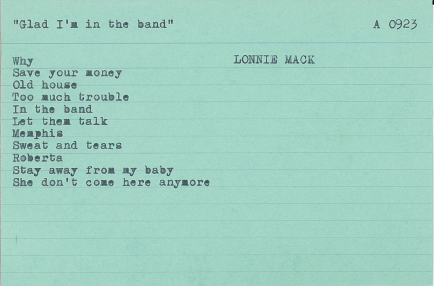 "Glad I'm in the band" A 0923
Why LONNIE MACK
Save your money
Old house
Too much trouble
In the band
Let them talk
Memphis
Sweat and tears
Roberta
Stay away from my baby
She don't come here anymore